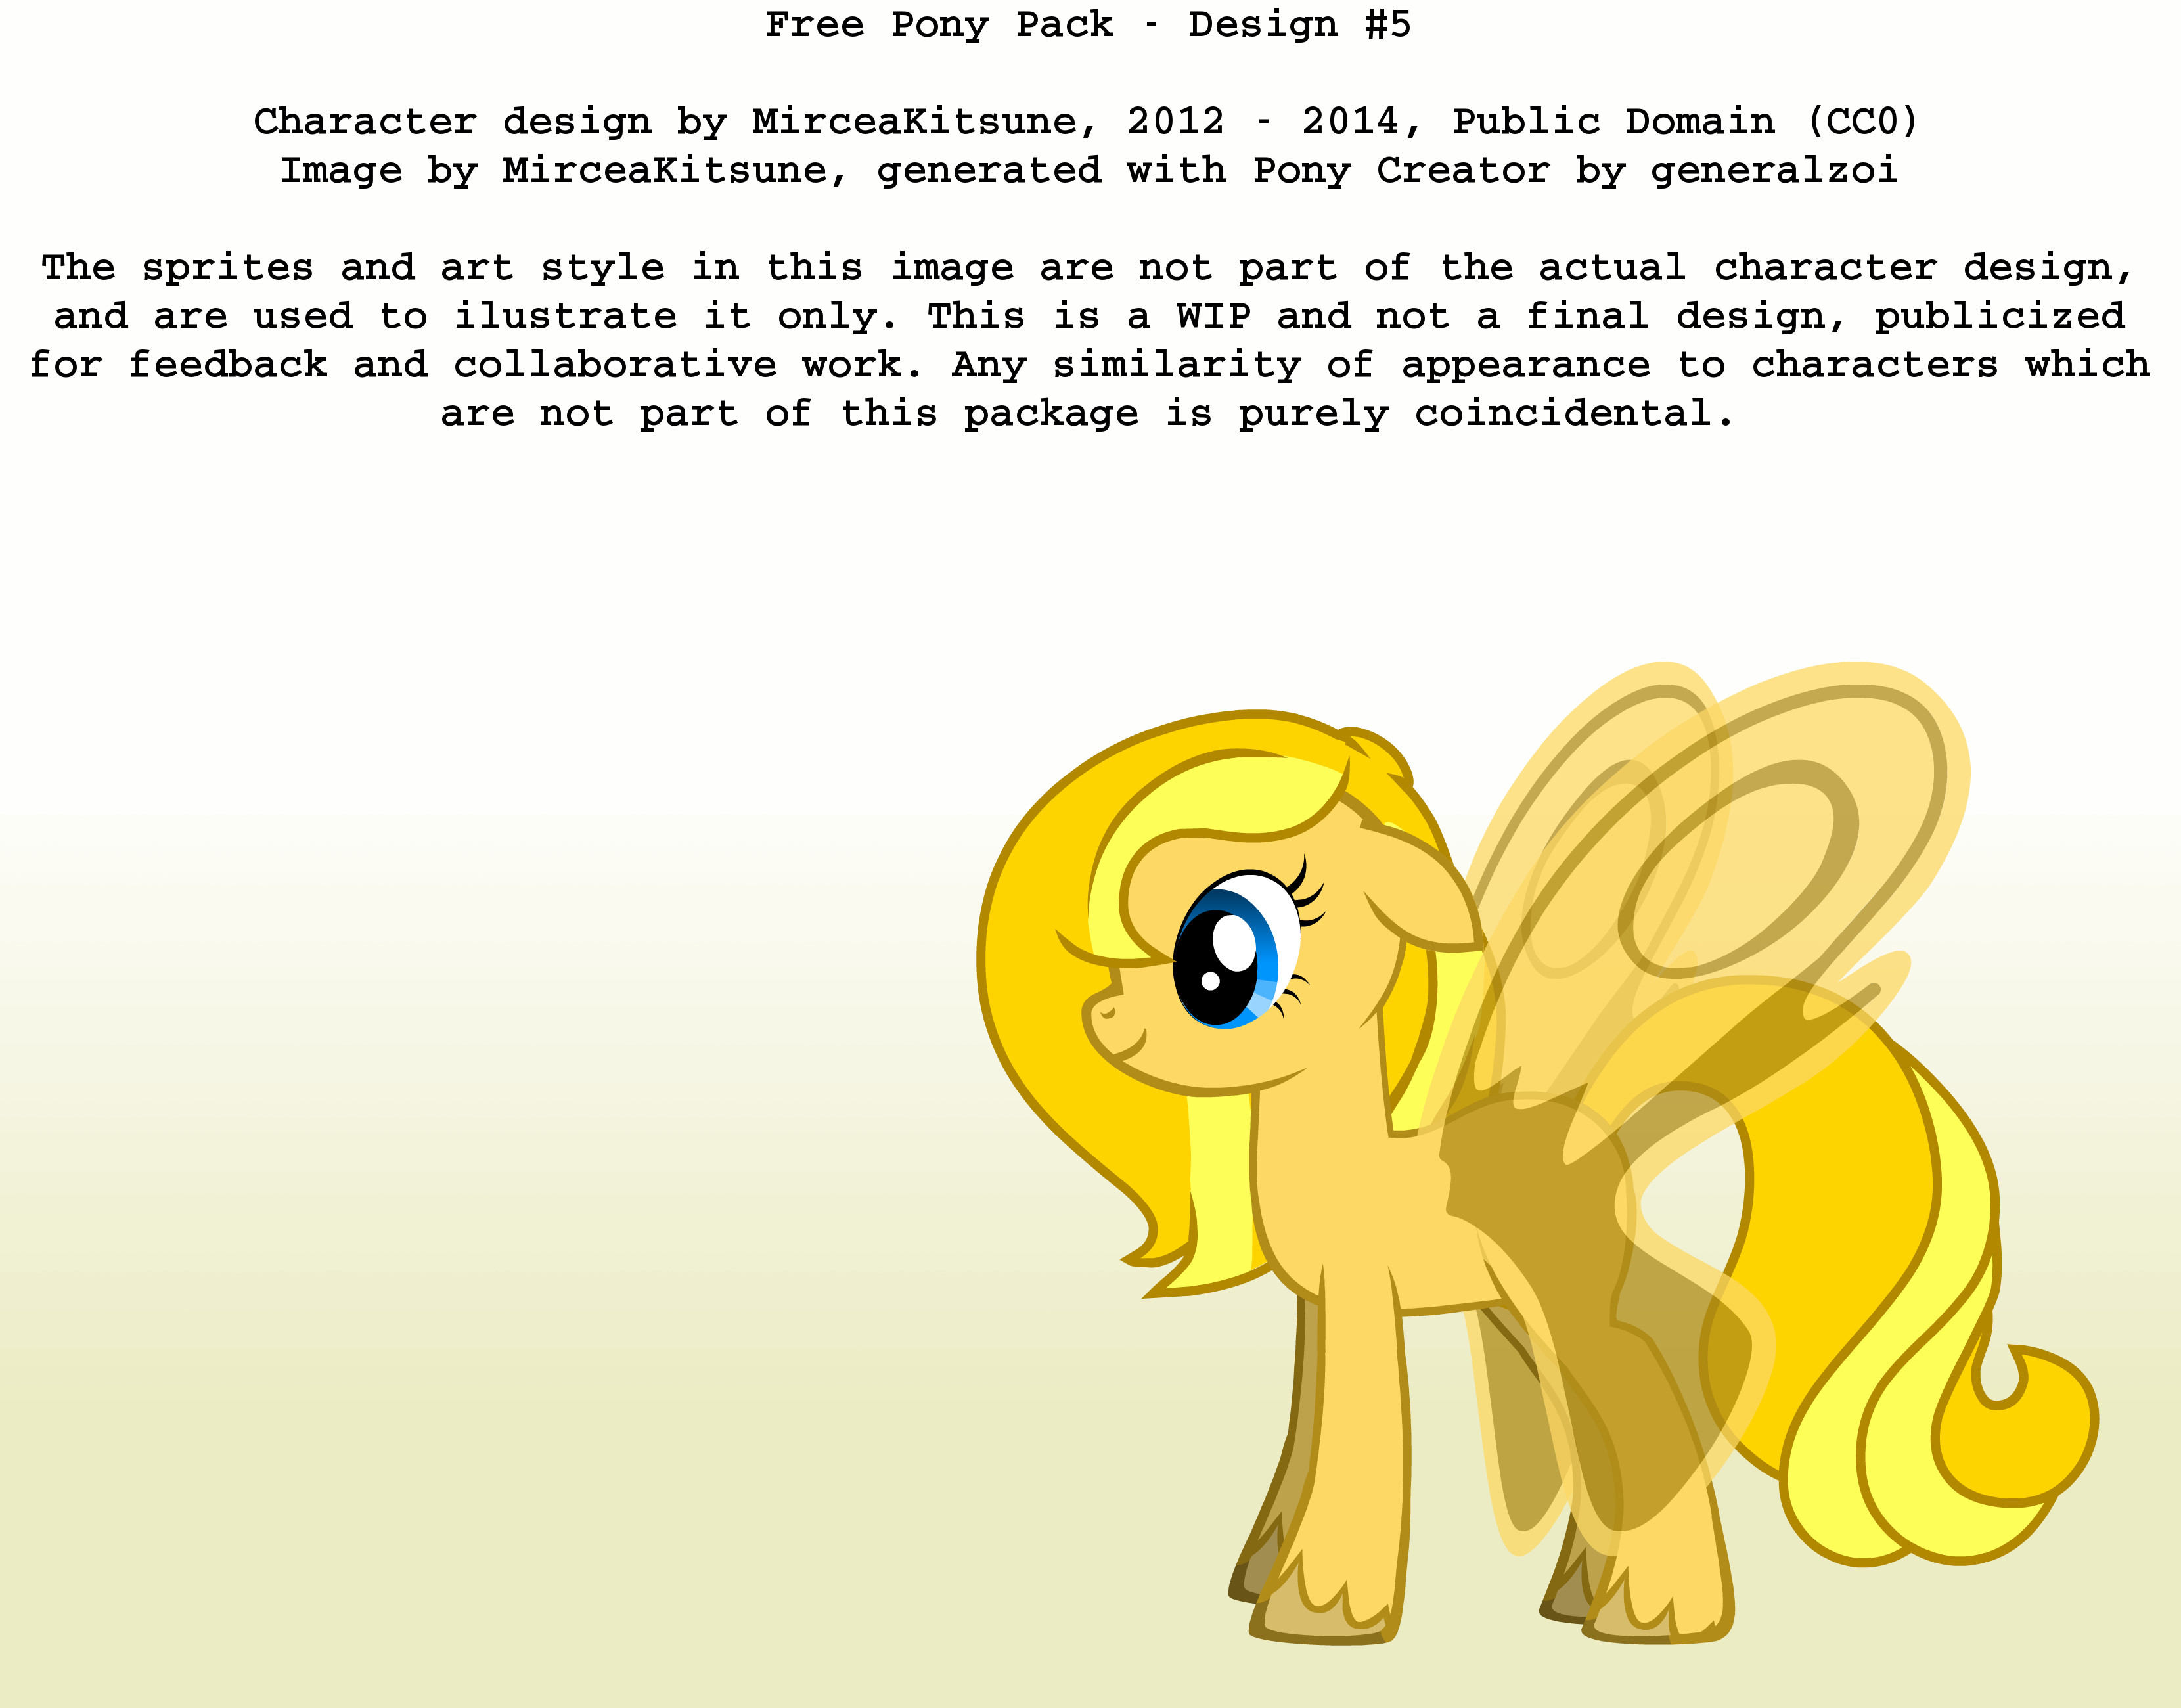 Free Pony Pack - Design #5
Character design by MirceaKitsune, 2012 - 2014, Public Domain (CC0)
Image by MirceaKitsune, generated with Pony Creator by generalzoi
The sprites and art style in this image are not part of the actual character design,
and are used to ilustrate it only. This is a WIP and not a final design, publicized
for feedback and collaborative work. Any similarity of appearance to characters which
are not part of this package is purely coincidental.